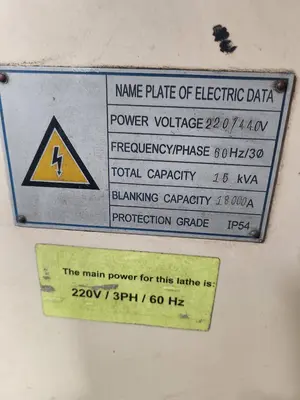 NAME PLATE OF ELECTRIC DATA
POWER VOLTAGE 220/440V
FREQUENCY/PHASE 60Hz/3Ø
TOTAL CAPACITY 15 kVA
BLANKING CAPACITY 18000A
PROTECTION GRADE IP54
The main power for this lathe is:
220V / 3PH / 60 Hz